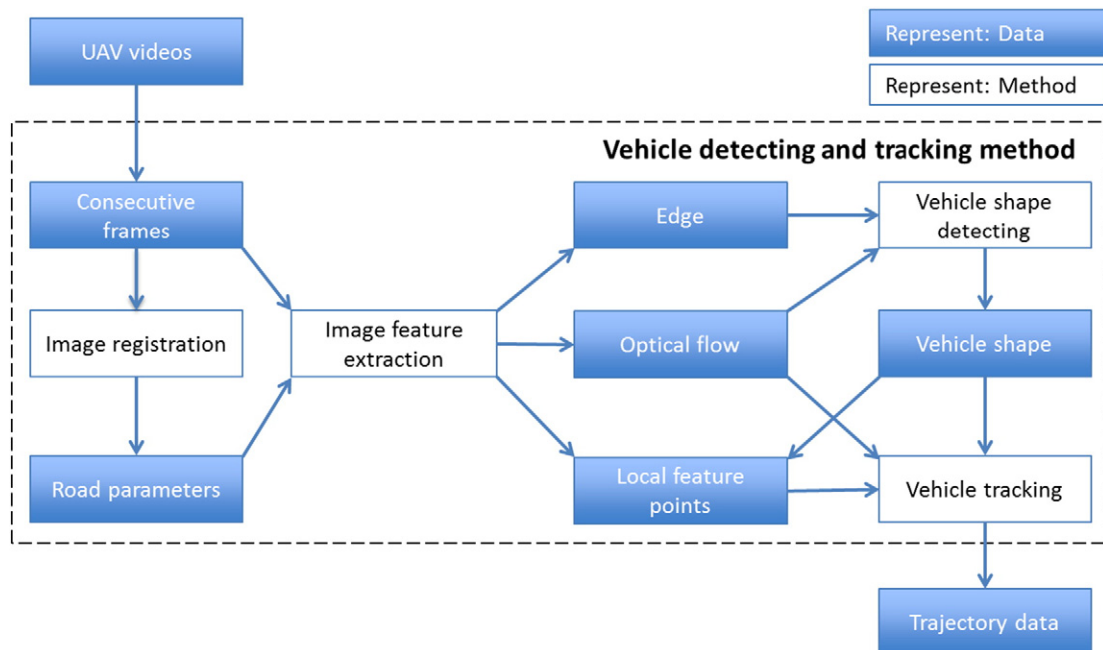 UAV videos
Represent: Data
Represent: Method
Vehicle detecting and tracking method
Consecutive
frames
Edge
Vehicle shape
detecting
Image registration
Image feature
extraction
Optical flow
Vehicle shape
Road parameters
Local feature
points
Vehicle tracking
Trajectory data